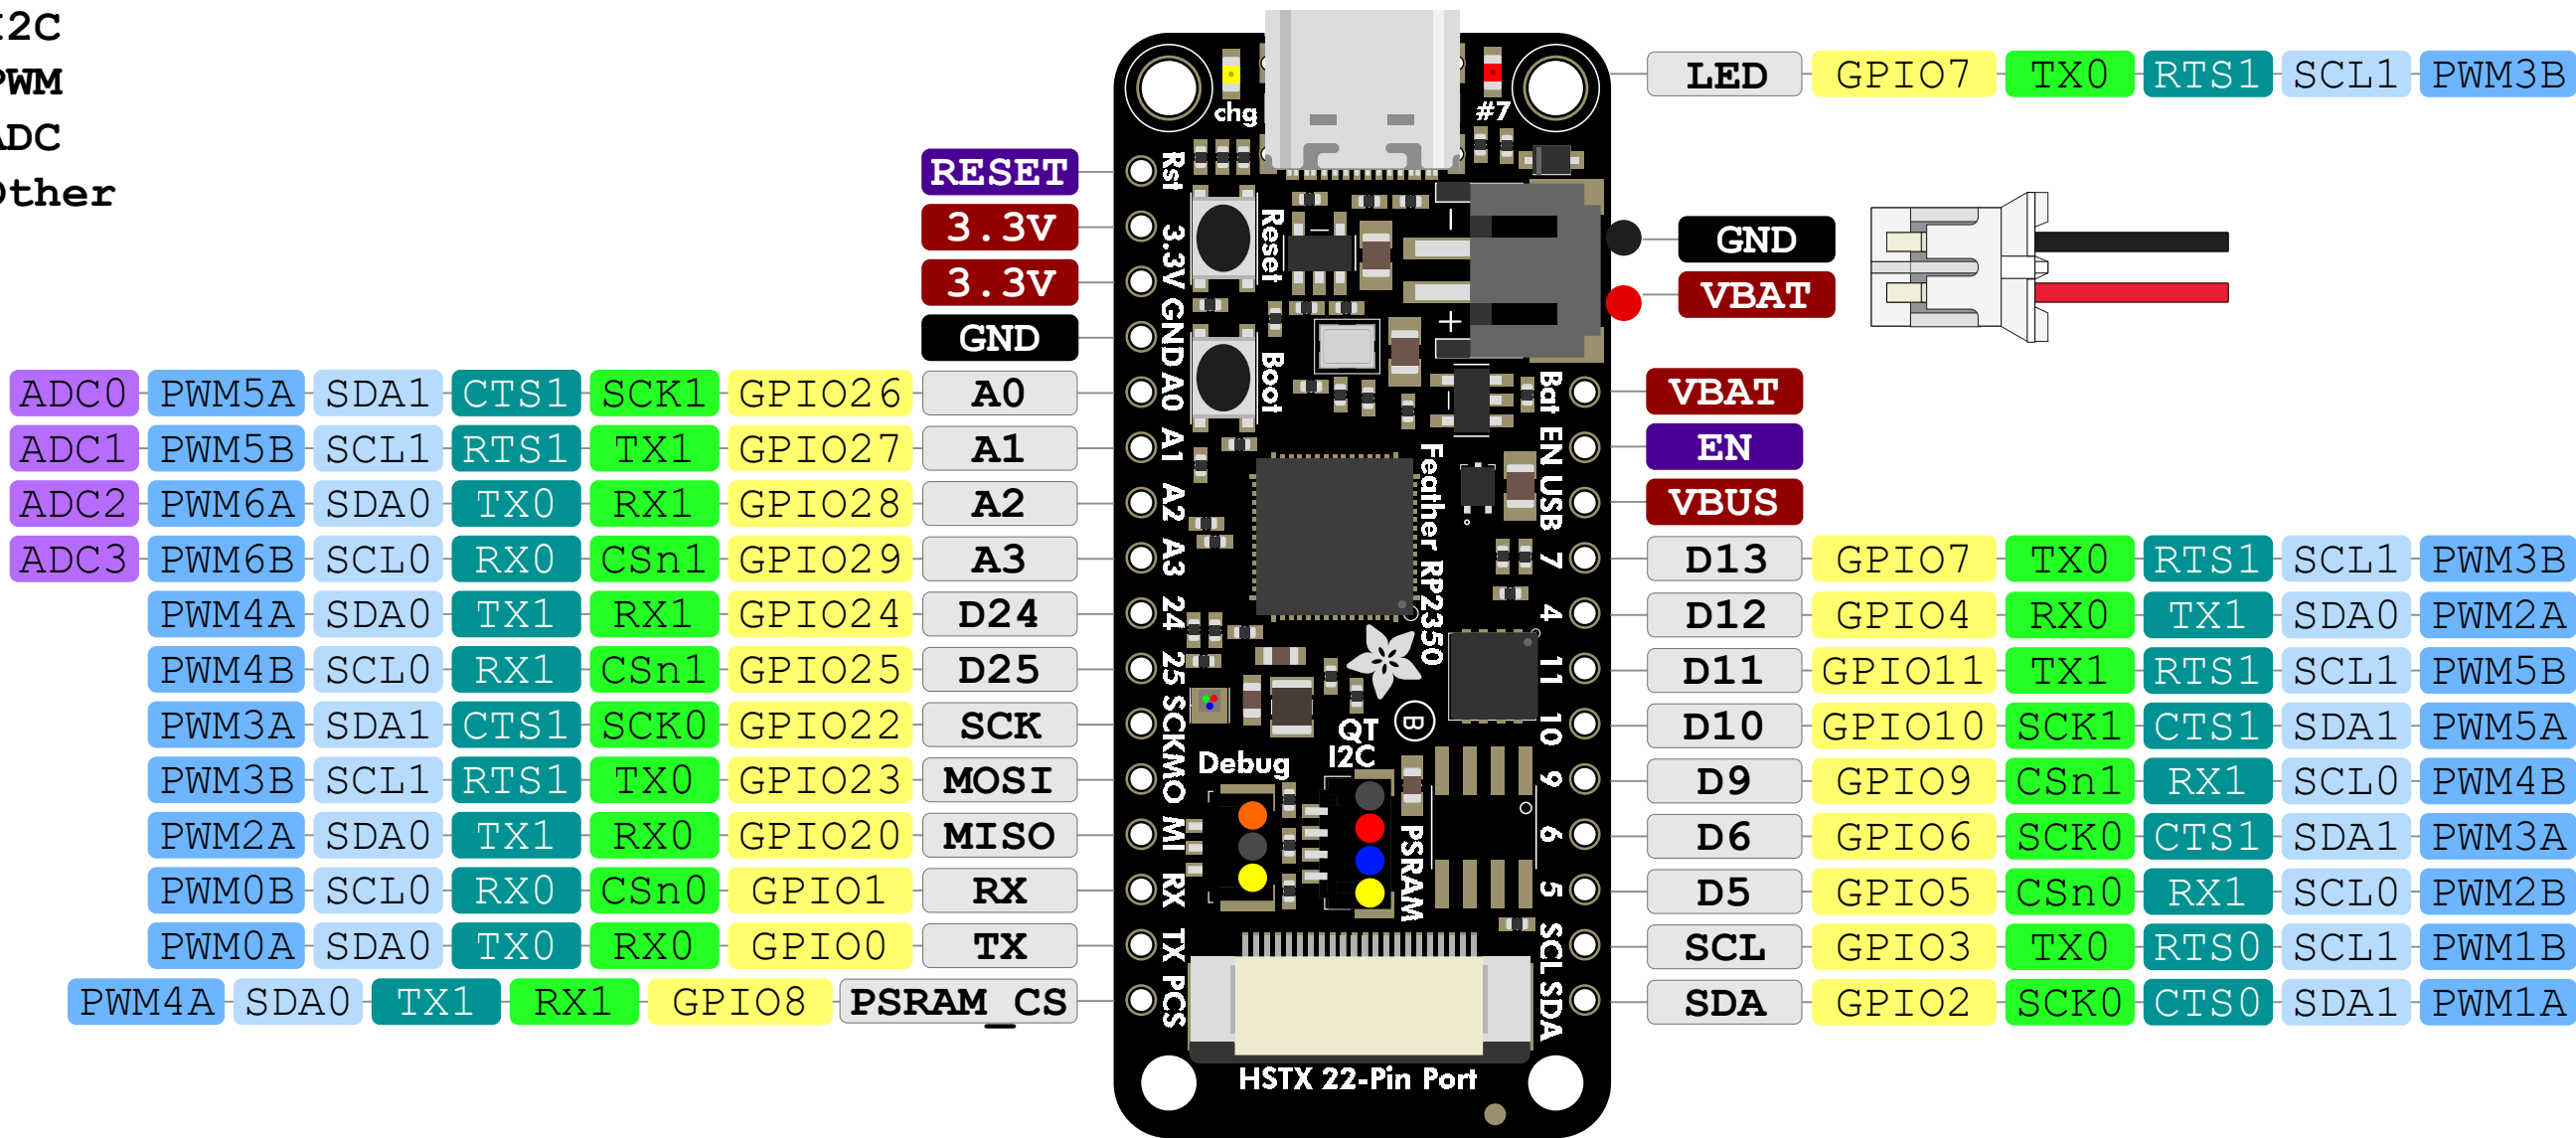 I2C
PWM
ADC
Other
LED GPIO7 TX0 RTS1 SCL1 PWM3B
chg
#7
RESET
3.3V
3.3V
GND
ADC0 PWM5A SDA1 CTS1 SCK1 GPIO26 A0
ADC1 PWM5B SCL1 RTS1 TX1 GPIO27 A1
ADC2 PWM6A SDA0 TX0 RX1 GPIO28 A2
ADC3 PWM6B SCL0 RX0 CSn1 GPIO29 A3
PWM4A SDA0 TX1 RX1 GPIO24 D24
PWM4B SCL0 RX1 CSn1 GPIO25 D25
PWM3A SDA1 CTS1 SCK0 GPIO22 SCK
PWM3B SCL1 RTS1 TX0 GPIO23 MOSI
PWM2A SDA0 TX1 RX0 GPIO20 MISO
PWM0B SCL0 RX0 CSn0 GPIO1 RX
PWM0A SDA0 TX0 RX0 GPIO0 TX
PWM4A SDA0 TX1 RX1 GPIO8 PSRAM_CS
Rst 3.3V GND A0 A1 A2 A3 24 25 SCK MO MI RX TX PCS
Reset
Boot
Feather RP2350
Debug
QT
I2C
B
PSRAM
- +
HSTX 22-Pin Port
Bat EN USB 7 4 11 10 9 6 5 SCL SDA
GND
VBAT
VBAT
EN
VBUS
D13 GPIO7 TX0 RTS1 SCL1 PWM3B
D12 GPIO4 RX0 TX1 SDA0 PWM2A
D11 GPIO11 TX1 RTS1 SCL1 PWM5B
D10 GPIO10 SCK1 CTS1 SDA1 PWM5A
D9 GPIO9 CSn1 RX1 SCL0 PWM4B
D6 GPIO6 SCK0 CTS1 SDA1 PWM3A
D5 GPIO5 CSn0 RX1 SCL0 PWM2B
SCL GPIO3 TX0 RTS0 SCL1 PWM1B
SDA GPIO2 SCK0 CTS0 SDA1 PWM1A